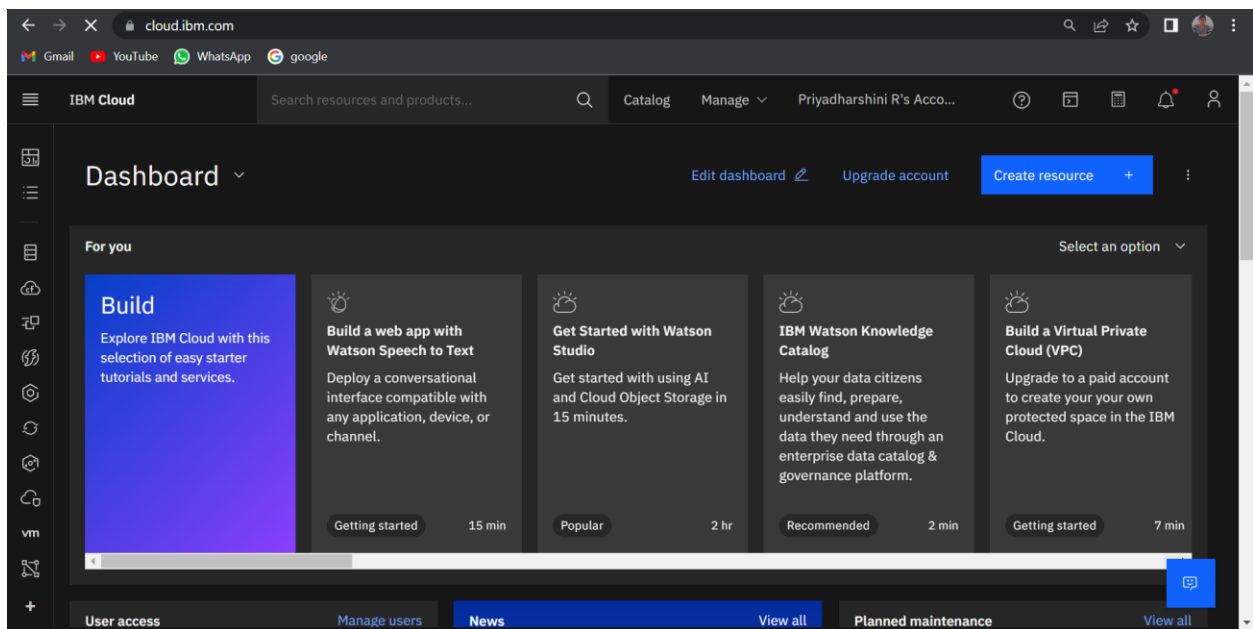 cloud.ibm.com
Gmail YouTube WhatsApp google
IBM Cloud Search resources and products... Catalog Manage Priyadharshini R's Acco...
Dashboard Edit dashboard Upgrade account Create resource +
For you Select an option
Build
Explore IBM Cloud with this
selection of easy starter
tutorials and services.
Build a web app with
Watson Speech to Text
Deploy a conversational
interface compatible with
any application, device, or
channel.
Getting started 15 min
Get Started with Watson
Studio
Get started with using AI
and Cloud Object Storage in
15 minutes.
Popular 2 hr
IBM Watson Knowledge
Catalog
Help your data citizens
easily find, prepare,
understand and use the
data they need through an
enterprise data catalog &
governance platform.
Recommended 2 min
Build a Virtual Private
Cloud (VPC)
Upgrade to a paid account
to create your your own
protected space in the IBM
Cloud.
Getting started 7 min
vm
User access Manage users News View all Planned maintenance View all